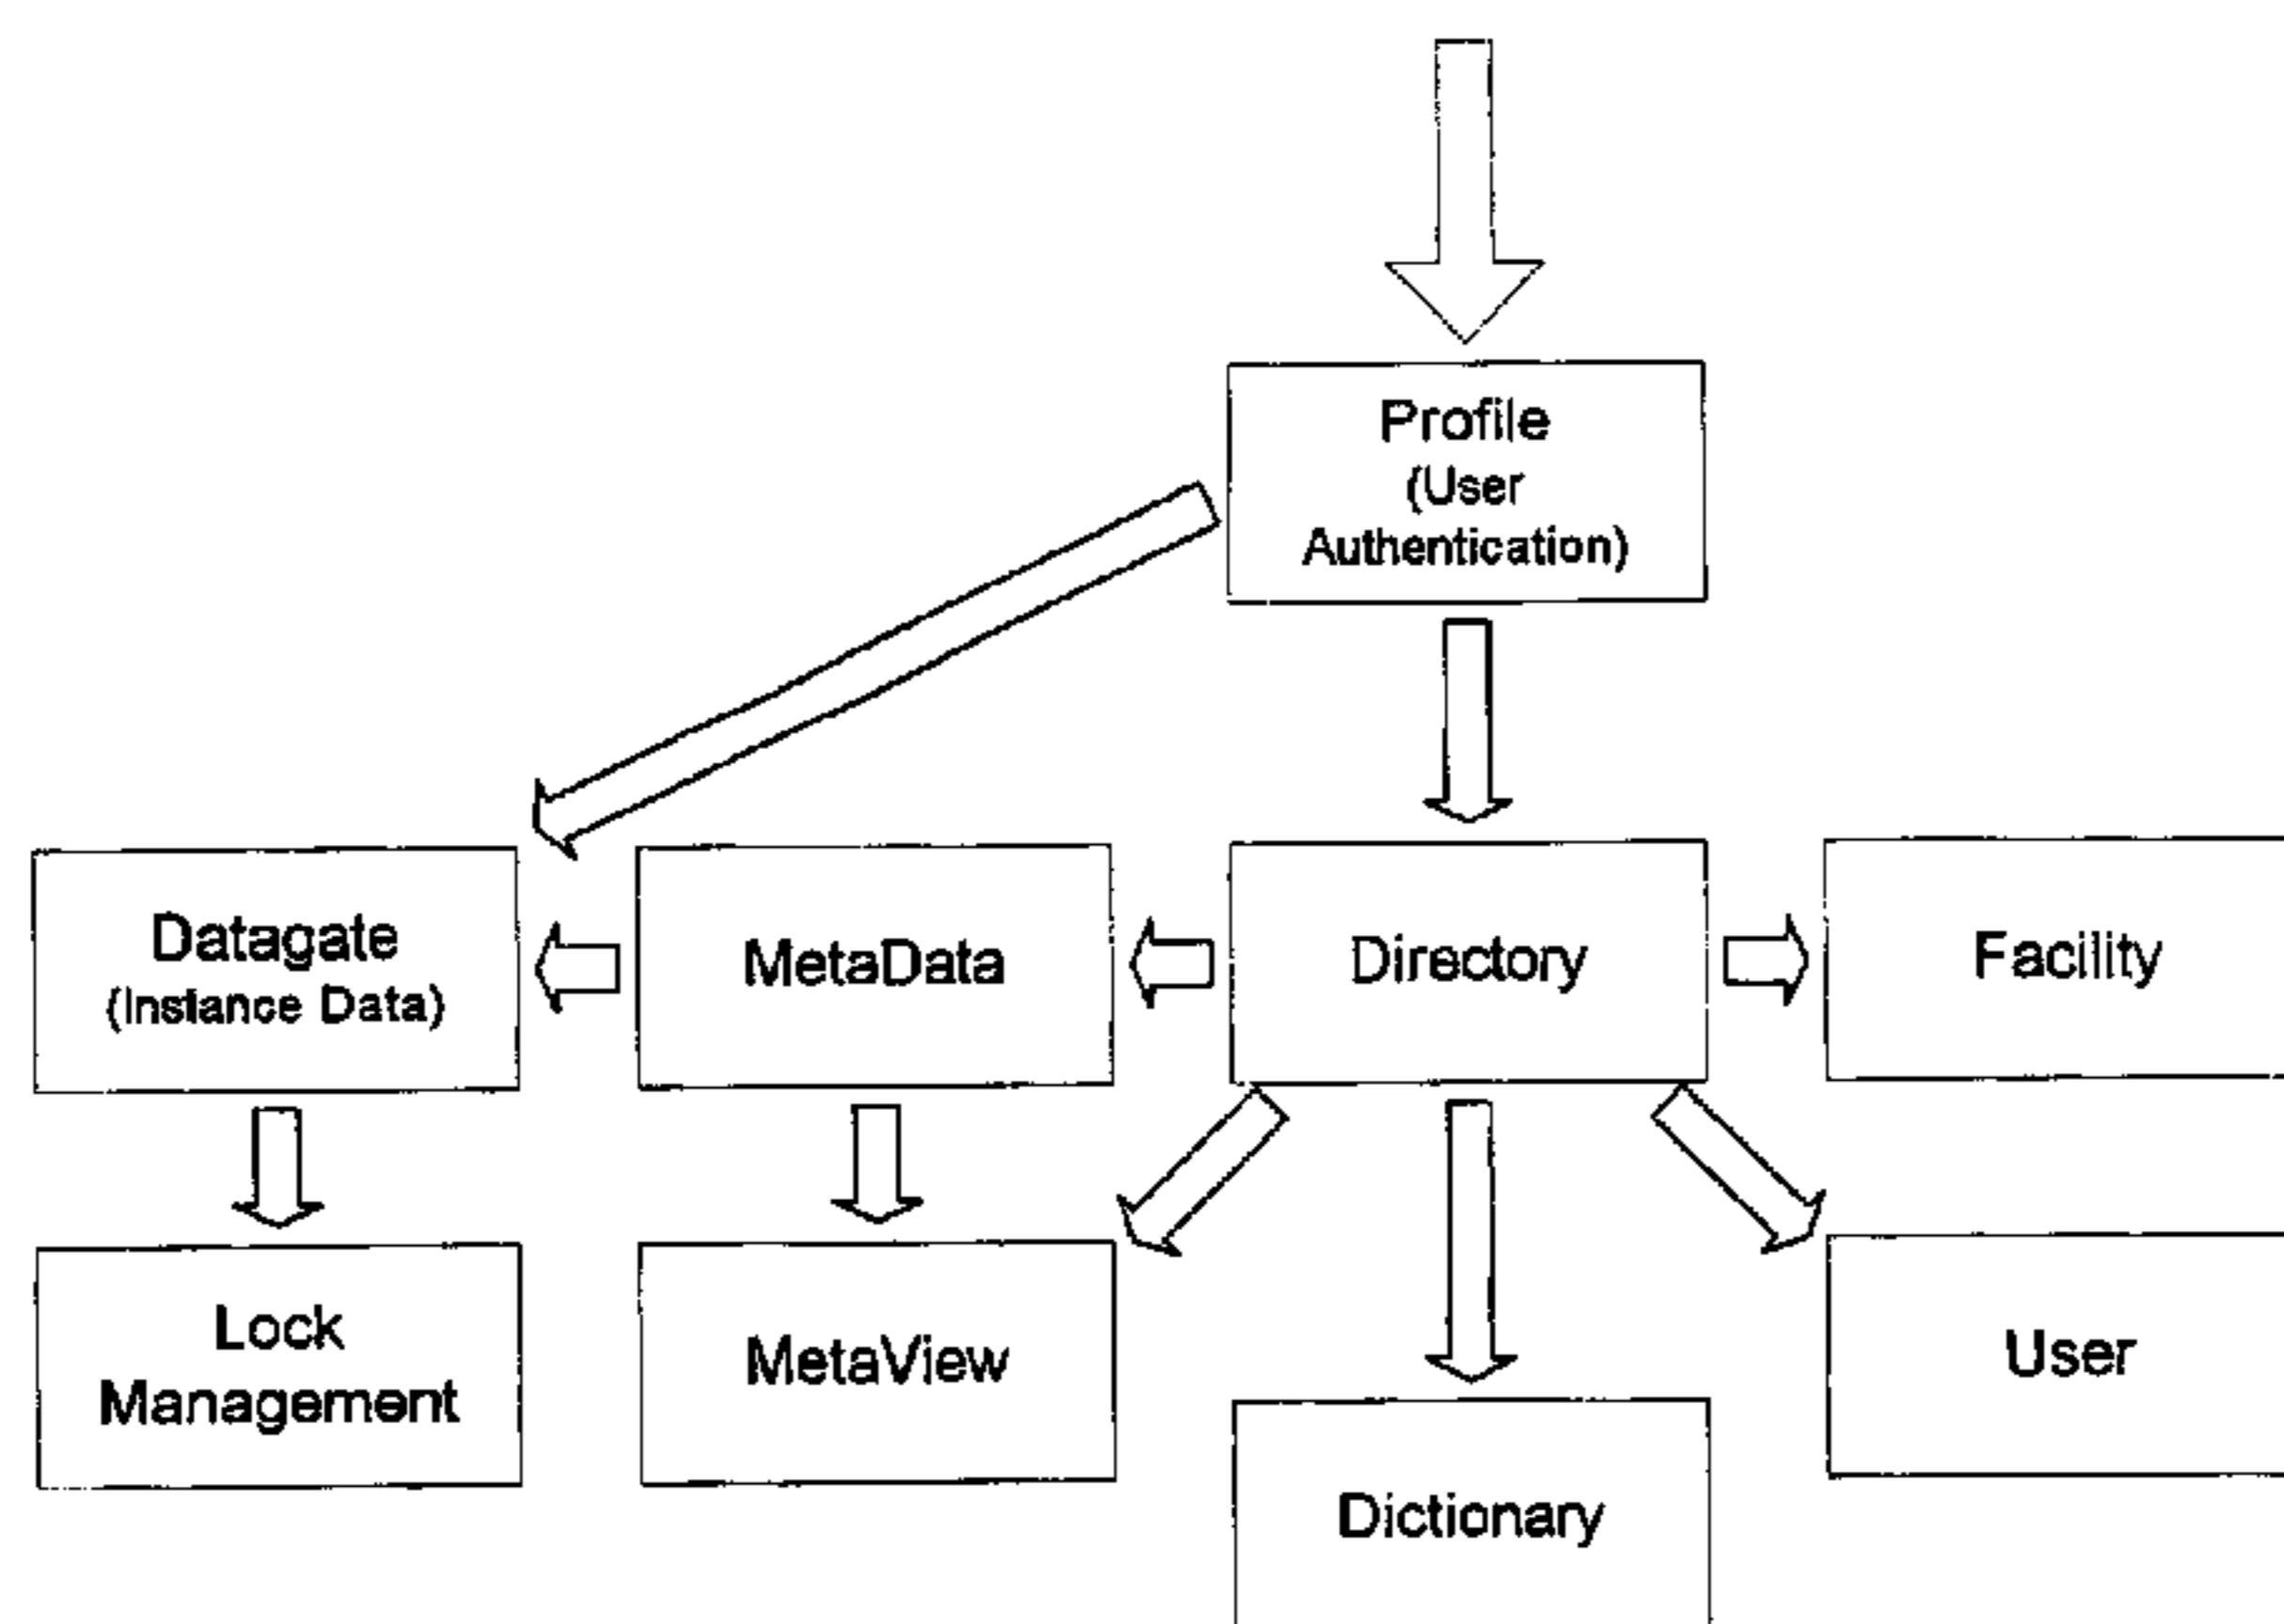 Profile
(User
Authentication)
Datagate
(Instance Data)
MetaData
Directory
Facility
Lock
Management
MetaView
User
Dictionary